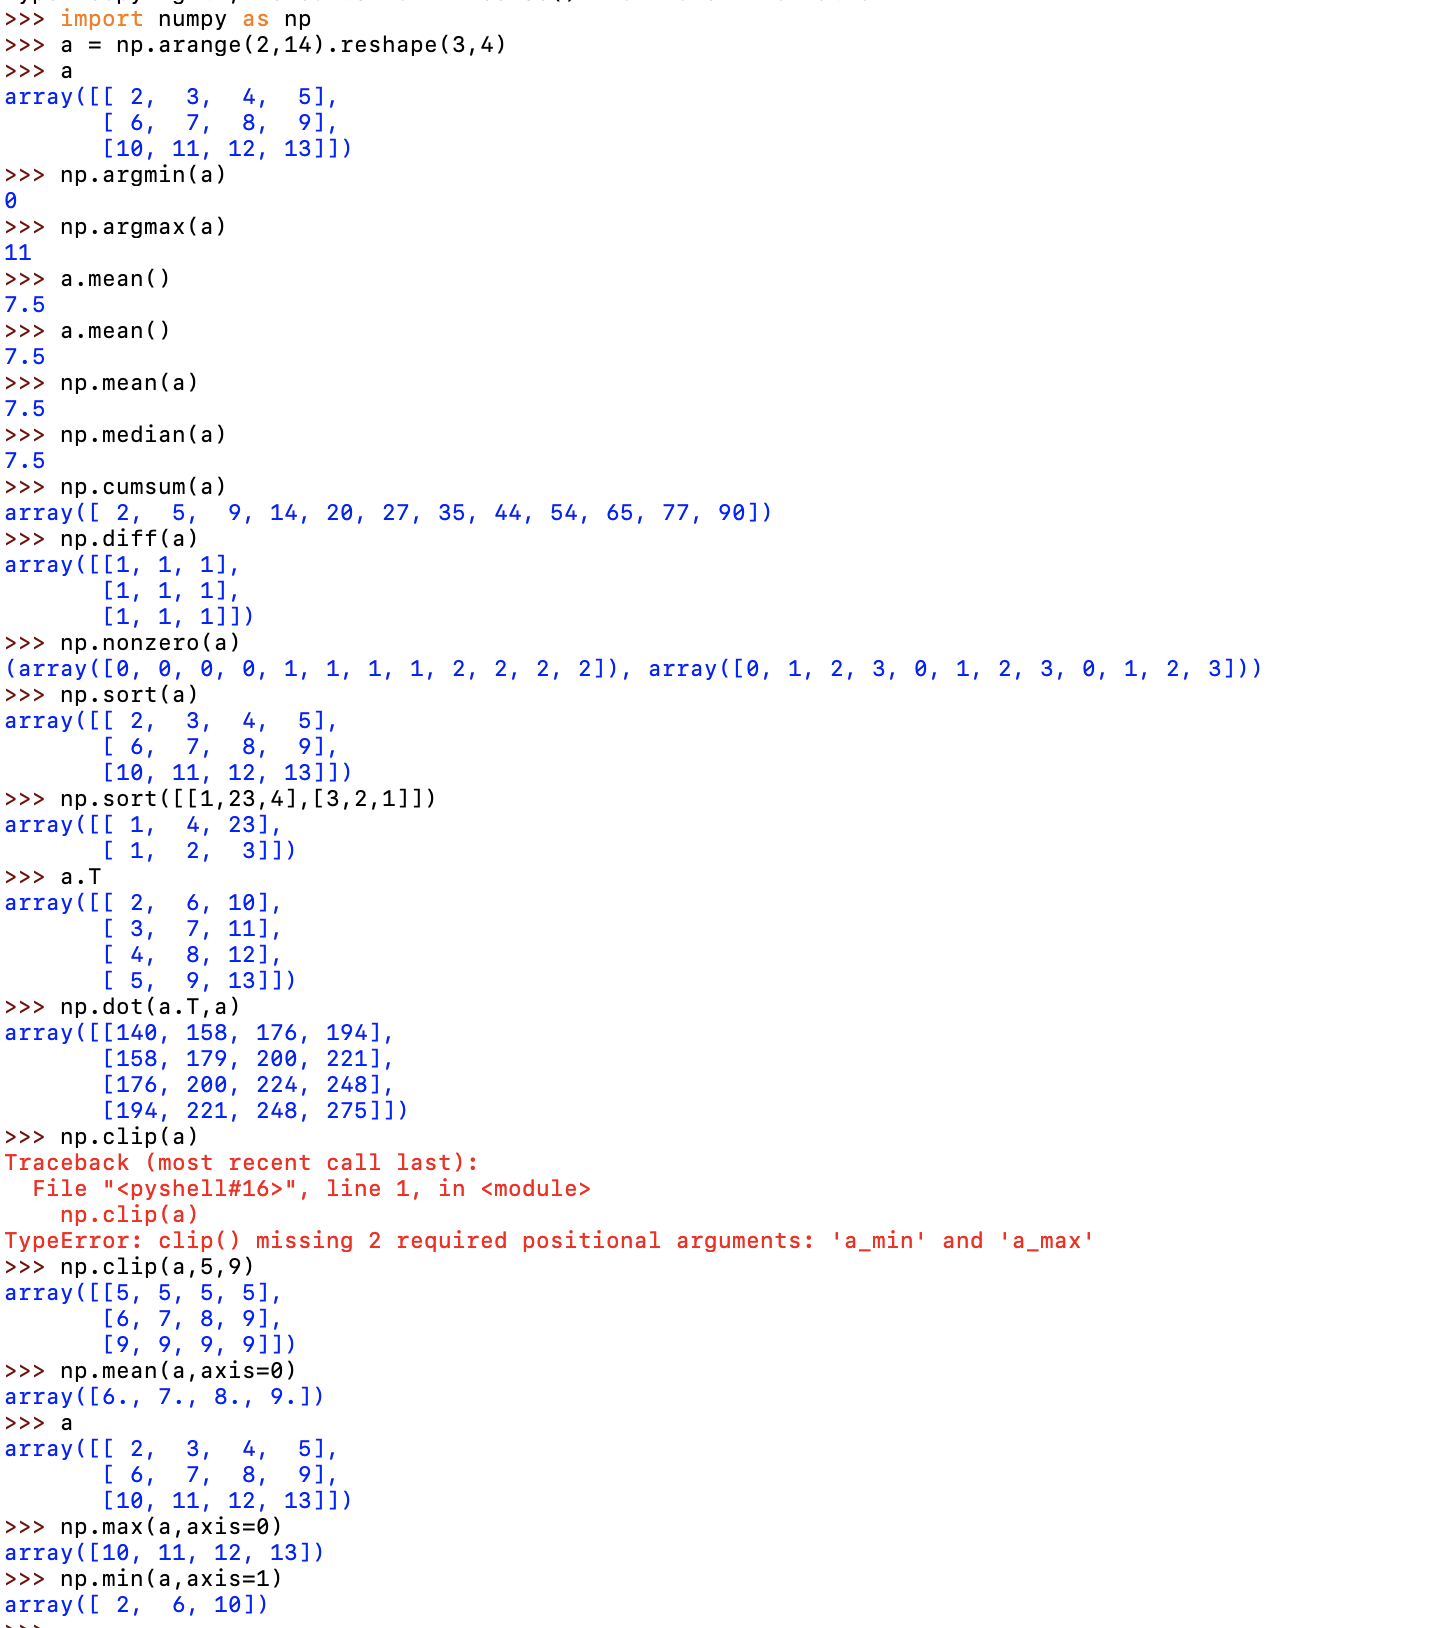 >>> import numpy as np
>>> a = np.arange(2,14).reshape(3,4)
>>> a
array([[ 2,  3,  4,  5],
       [ 6,  7,  8,  9],
       [10, 11, 12, 13]])
>>> np.argmin(a)
0
>>> np.argmax(a)
11
>>> a.mean()
7.5
>>> a.mean()
7.5
>>> np.mean(a)
7.5
>>> np.median(a)
7.5
>>> np.cumsum(a)
array([ 2,  5,  9, 14, 20, 27, 35, 44, 54, 65, 77, 90])
>>> np.diff(a)
array([[1, 1, 1],
       [1, 1, 1],
       [1, 1, 1]])
>>> np.nonzero(a)
(array([0, 0, 0, 0, 1, 1, 1, 1, 2, 2, 2, 2]), array([0, 1, 2, 3, 0, 1, 2, 3, 0, 1, 2, 3]))
>>> np.sort(a)
array([[ 2,  3,  4,  5],
       [ 6,  7,  8,  9],
       [10, 11, 12, 13]])
>>> np.sort([[1,23,4],[3,2,1]])
array([[ 1,  4, 23],
       [ 1,  2,  3]])
>>> a.T
array([[ 2,  6, 10],
       [ 3,  7, 11],
       [ 4,  8, 12],
       [ 5,  9, 13]])
>>> np.dot(a.T,a)
array([[140, 158, 176, 194],
       [158, 179, 200, 221],
       [176, 200, 224, 248],
       [194, 221, 248, 275]])
>>> np.clip(a)
Traceback (most recent call last):
  File "<pyshell#16>", line 1, in <module>
    np.clip(a)
TypeError: clip() missing 2 required positional arguments: 'a_min' and 'a_max'
>>> np.clip(a,5,9)
array([[5, 5, 5, 5],
       [6, 7, 8, 9],
       [9, 9, 9, 9]])
>>> np.mean(a,axis=0)
array([6., 7., 8., 9.])
>>> a
array([[ 2,  3,  4,  5],
       [ 6,  7,  8,  9],
       [10, 11, 12, 13]])
>>> np.max(a,axis=0)
array([10, 11, 12, 13])
>>> np.min(a,axis=1)
array([ 2,  6, 10])
>>>